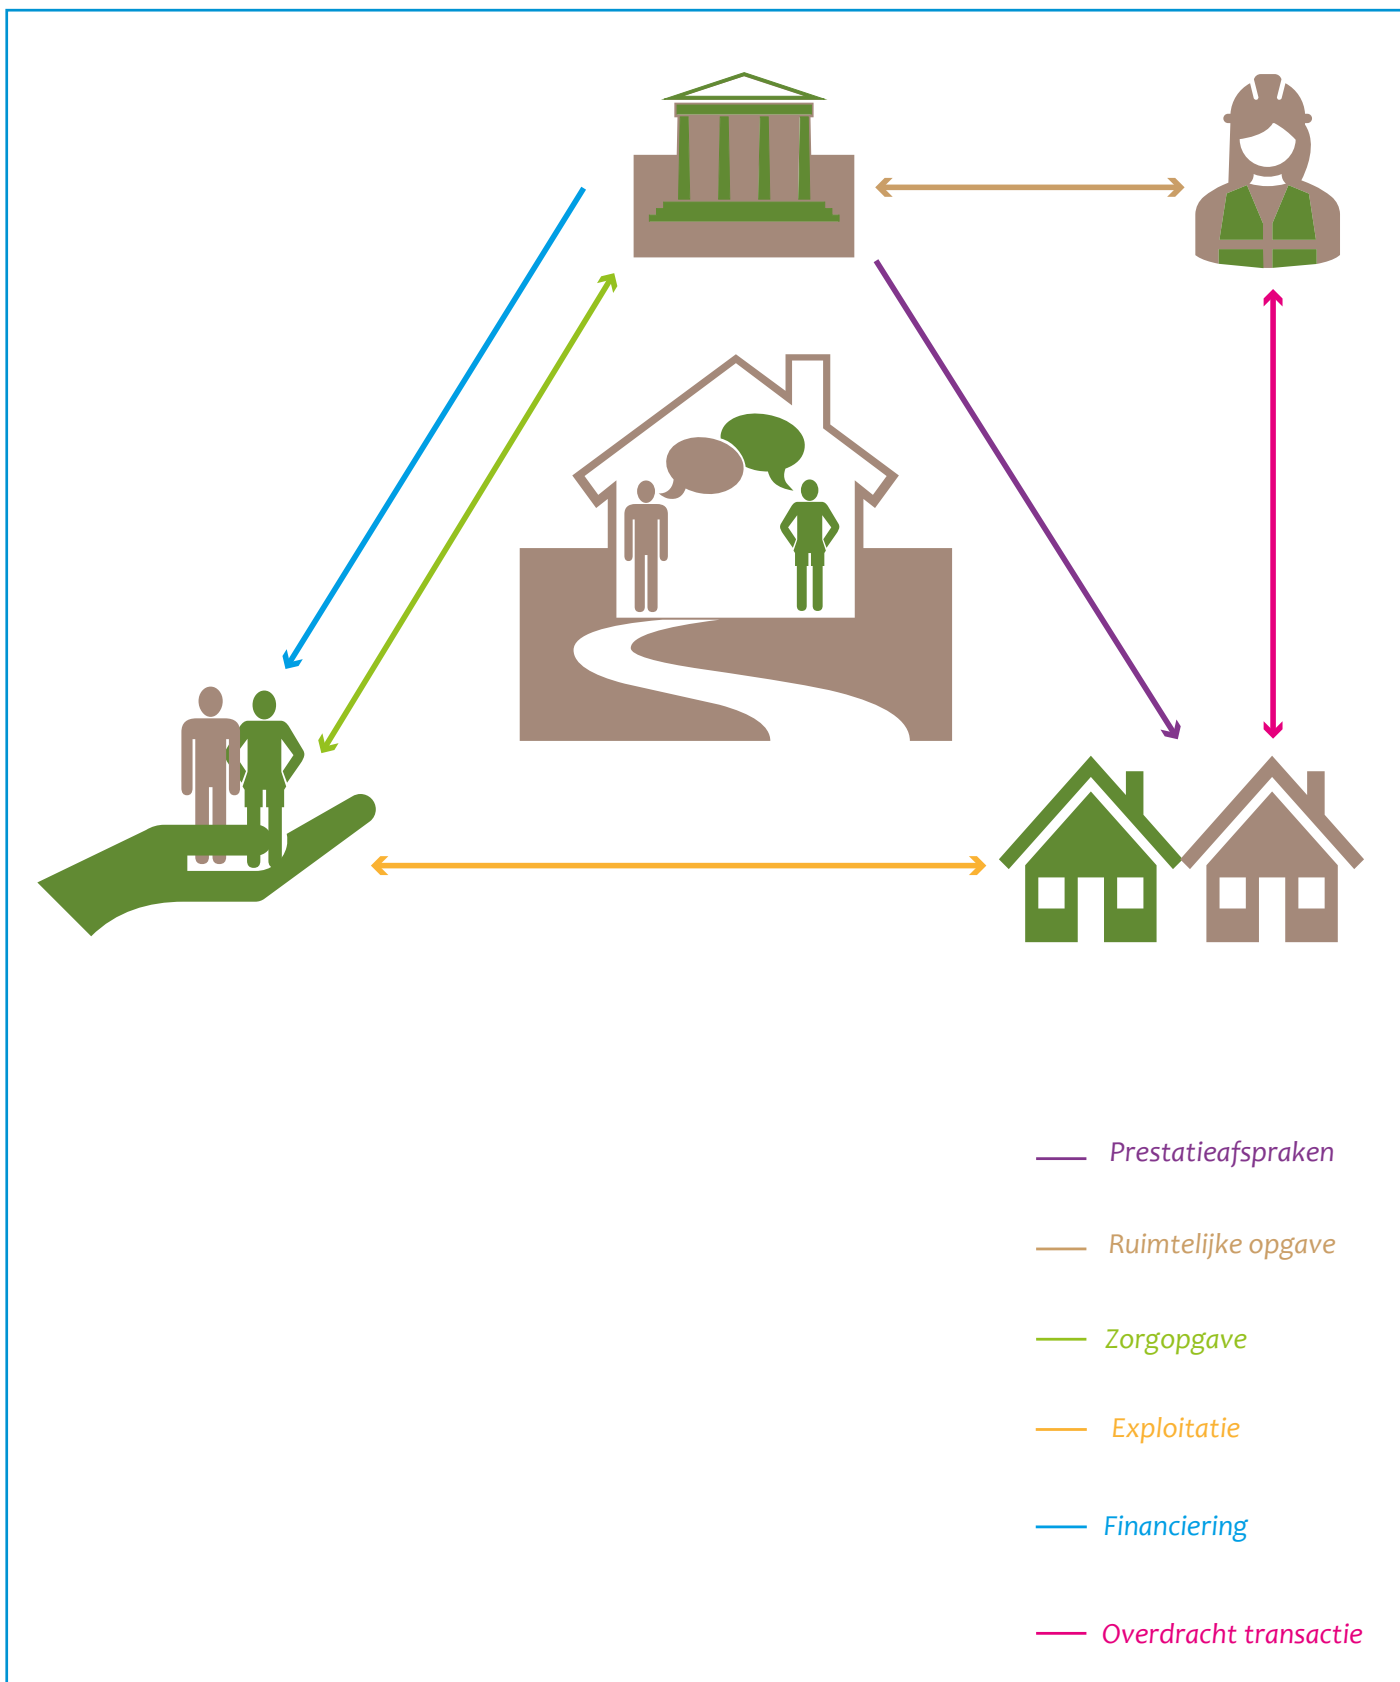 Prestatieafspraken
Ruimtelijke opgave
Zorgopgave
Exploitatie
Financiering
Overdracht transactie